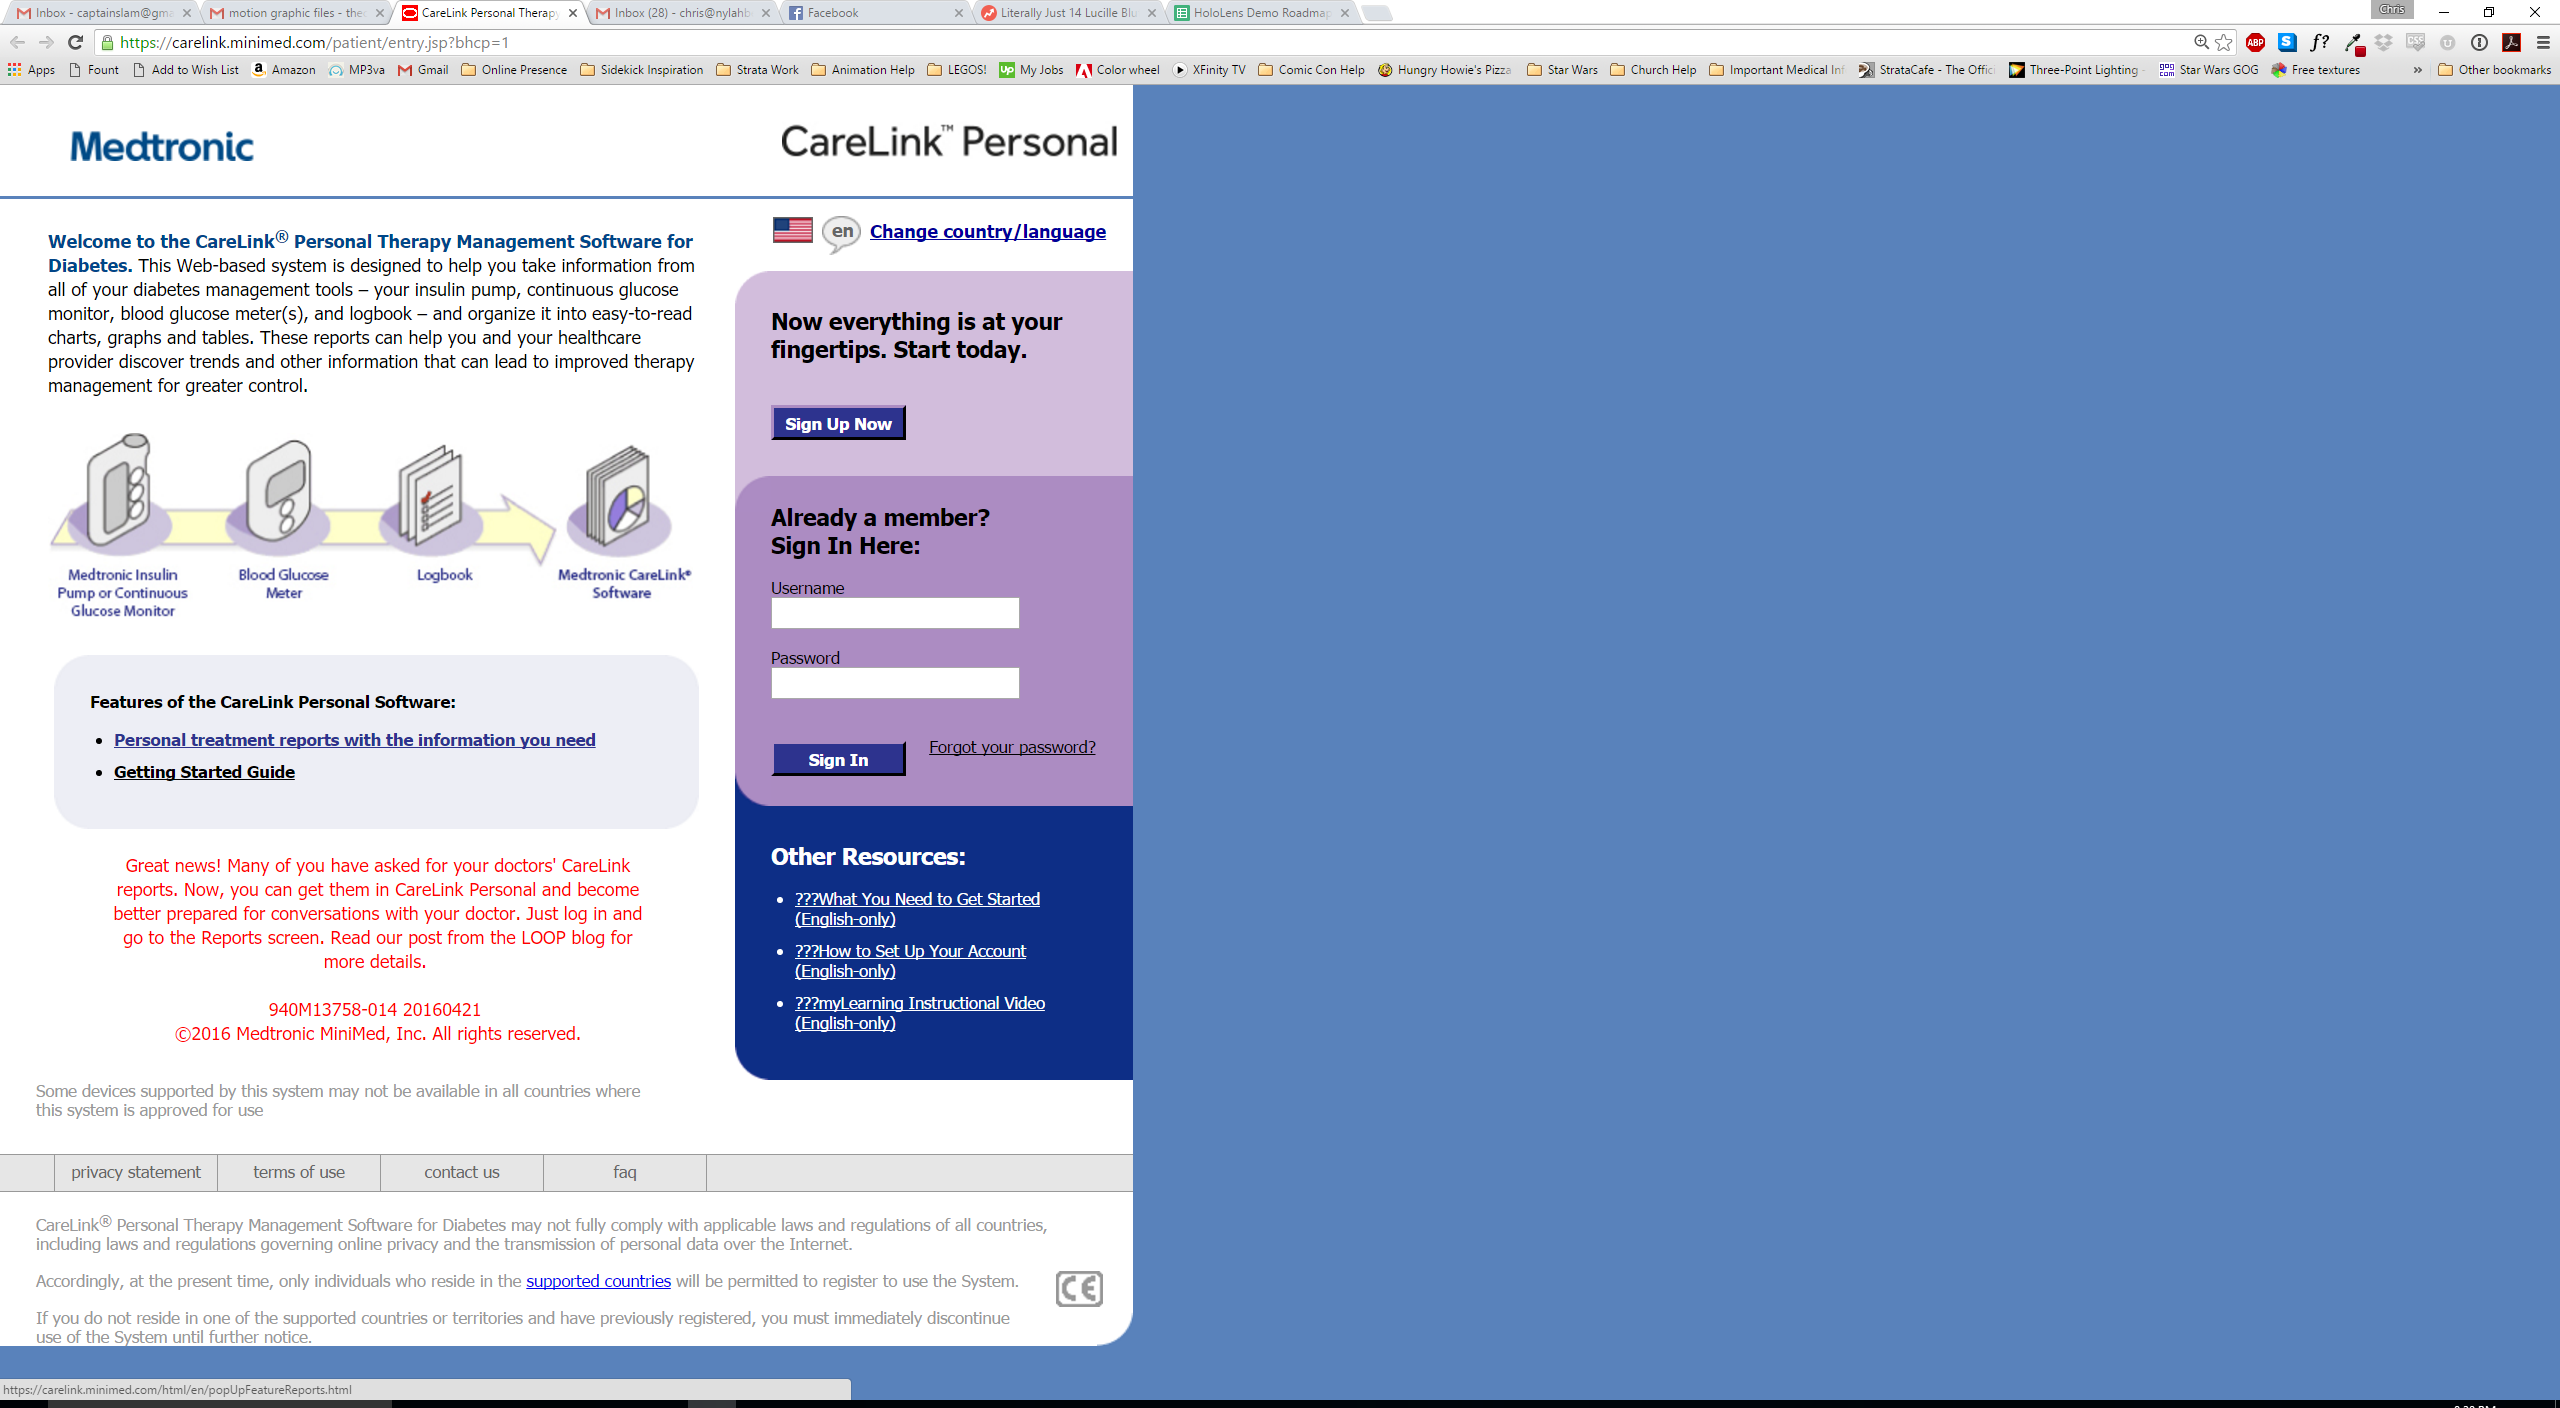 Inbox - captainslam@gma
motion graphic files - the
CareLink Personal Therapy
Inbox (28) - chris@nylahb
Facebook
Literally Just 14 Lucille Blu
HoloLens Demo Roadmap
Chris
https://carelink.minimed.com/patient/entry.jsp?bhcp=1
Apps Fount Add to Wish List Amazon MP3va Gmail Online Presence Sidekick Inspiration Strata Work Animation Help LEGOS! My Jobs Color wheel XFinity TV Comic Con Help Hungry Howie's Pizza Star Wars Church Help Important Medical Inf StrataCafe - The Offic Three-Point Lighting - Star Wars GOG Free textures » Other bookmarks
Medtronic
CareLink™ Personal
Change country/language
en
Welcome to the CareLink® Personal Therapy Management Software for
Diabetes. This Web-based system is designed to help you take information from
all of your diabetes management tools – your insulin pump, continuous glucose
monitor, blood glucose meter(s), and logbook – and organize it into easy-to-read
charts, graphs and tables. These reports can help you and your healthcare
provider discover trends and other information that can lead to improved therapy
management for greater control.
Medtronic Insulin
Pump or Continuous
Glucose Monitor
Blood Glucose
Meter
Logbook
Medtronic CareLink®
Software
Features of the CareLink Personal Software:
• Personal treatment reports with the information you need
• Getting Started Guide
Great news! Many of you have asked for your doctors' CareLink
reports. Now, you can get them in CareLink Personal and become
better prepared for conversations with your doctor. Just log in and
go to the Reports screen. Read our post from the LOOP blog for
more details.
940M13758-014 20160421
©2016 Medtronic MiniMed, Inc. All rights reserved.
Some devices supported by this system may not be available in all countries where
this system is approved for use
Now everything is at your
fingertips. Start today.
Sign Up Now
Already a member?
Sign In Here:
Username
Password
Sign In
Forgot your password?
Other Resources:
• ???What You Need to Get Started
(English-only)
• ???How to Set Up Your Account
(English-only)
• ???myLearning Instructional Video
(English-only)
privacy statement
terms of use
contact us
faq
CareLink® Personal Therapy Management Software for Diabetes may not fully comply with applicable laws and regulations of all countries,
including laws and regulations governing online privacy and the transmission of personal data over the Internet.
Accordingly, at the present time, only individuals who reside in the supported countries will be permitted to register to use the System.
CE
If you do not reside in one of the supported countries or territories and have previously registered, you must immediately discontinue
use of the System until further notice.
https://carelink.minimed.com/html/en/popUpFeatureReports.html